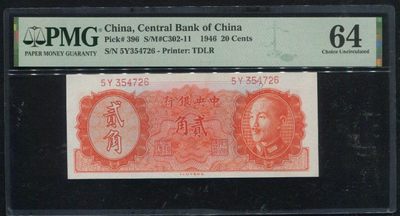 PMG
PAPER MONEY GUARANTY
China, Central Bank of China
Pick# 396 S/M#C302-11 1946 20 Cents
S/N 5Y354726 - Printer: TDLR
64
Choice Uncirculated
5Y 354726
5Y 354726
行銀央中
角貳
貳角